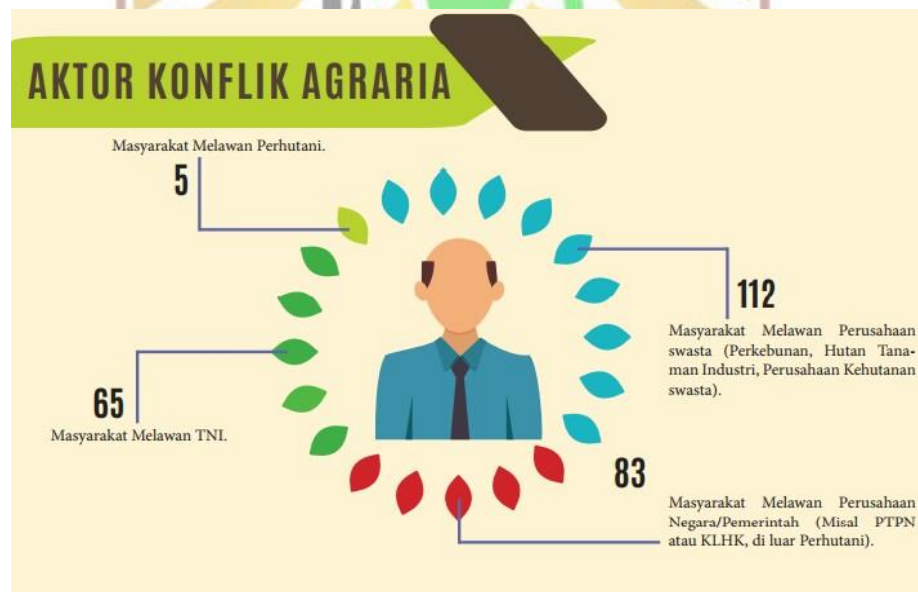 AKTOR KONFLIK AGRARIA
Masyarakat Melawan Perhutani.
5
112
Masyarakat Melawan Perusahaan
swasta (Perkebunan, Hutan Tana-
man Industri, Perusahaan Kehutanan
swasta).
65
Masyarakat Melawan TNI.
83
Masyarakat Melawan Perusahaan
Negara/Pemerintah (Misal PTPN
atau KLHK, di luar Perhutani).